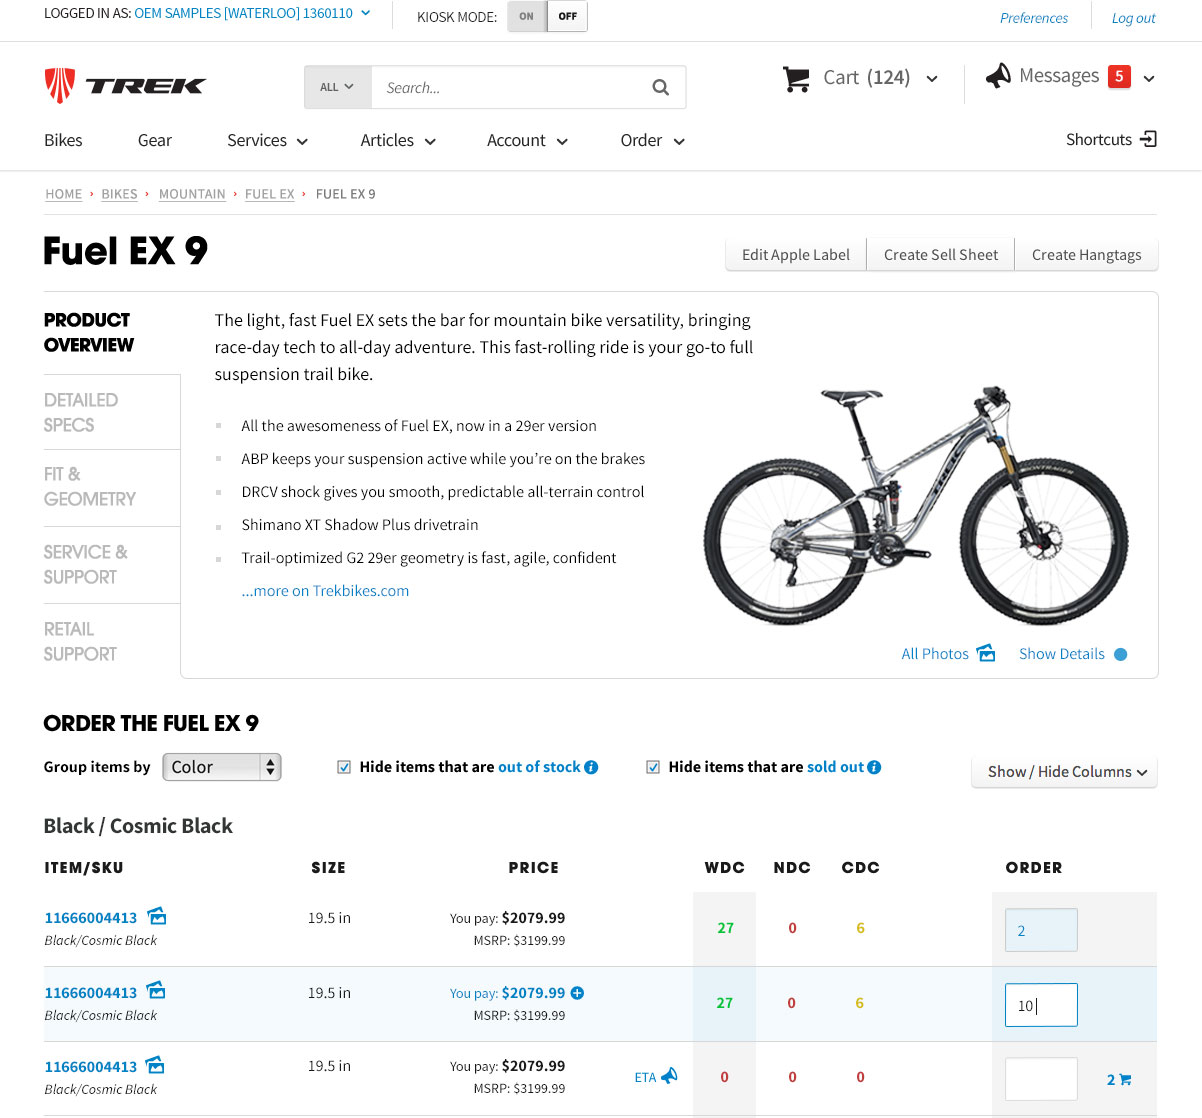 LOGGED IN AS: OEM SAMPLES [WATERLOO] 1360110 KIOSK MODE: ON OFF Preferences Log out
TREK ALL Search... Cart (124) Messages 5
Bikes Gear Services Articles Account Order Shortcuts
HOME BIKES MOUNTAIN FUEL EX FUEL EX 9
Fuel EX 9
Edit Apple Label Create Sell Sheet Create Hangtags
PRODUCT
OVERVIEW
DETAILED
SPECS
FIT &
GEOMETRY
SERVICE &
SUPPORT
RETAIL
SUPPORT
The light, fast Fuel EX sets the bar for mountain bike versatility, bringing
race-day tech to all-day adventure. This fast-rolling ride is your go-to full
suspension trail bike.
All the awesomeness of Fuel EX, now in a 29er version
ABP keeps your suspension active while you’re on the brakes
DRCV shock gives you smooth, predictable all-terrain control
Shimano XT Shadow Plus drivetrain
Trail-optimized G2 29er geometry is fast, agile, confident
...more on Trekbikes.com
TREK
All Photos Show Details
ORDER THE FUEL EX 9
Group items by Color Hide items that are out of stock i Hide items that are sold out i Show / Hide Columns
Black / Cosmic Black
ITEM/SKU SIZE PRICE WDC NDC CDC ORDER
11666004413 19.5 in You pay: $2079.99 27 0 6 2
Black/Cosmic Black MSRP: $3199.99
11666004413 19.5 in You pay: $2079.99 27 0 6 10
Black/Cosmic Black MSRP: $3199.99
11666004413 19.5 in You pay: $2079.99 ETA 0 0 0 2
Black/Cosmic Black MSRP: $3199.99